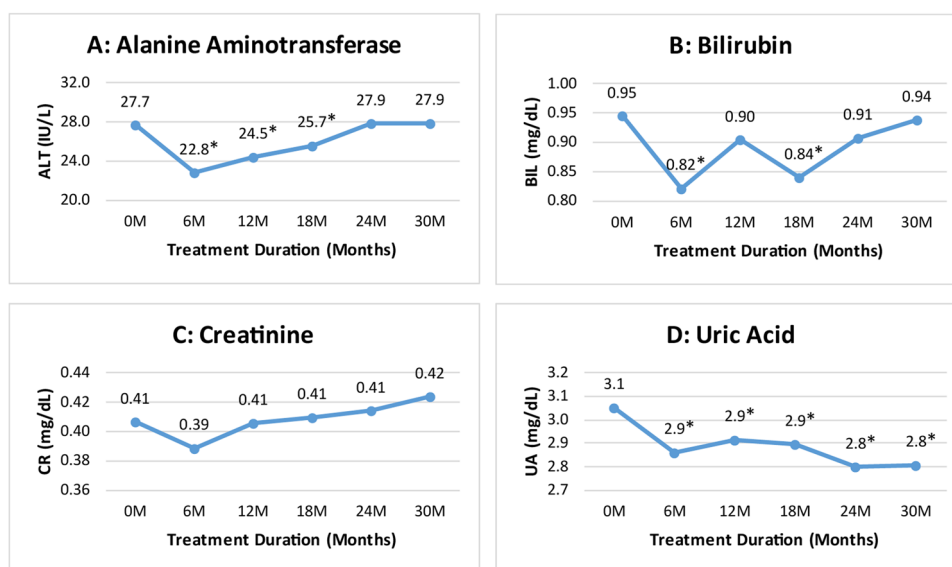 A: Alanine Aminotransferase
ALT (IU/L)
32.0
28.0
24.0
20.0
27.7
22.8*
24.5*
25.7*
27.9
27.9
0M 6M 12M 18M 24M 30M
Treatment Duration (Months)
B: Bilirubin
BIL (mg/dL)
1.00
0.95
0.90
0.85
0.80
0.95
0.82*
0.90
0.84*
0.91
0.94
0M 6M 12M 18M 24M 30M
Treatment Duration (Months)
C: Creatinine
CR (mg/dL)
0.44
0.42
0.40
0.38
0.36
0.41
0.39
0.41
0.41
0.41
0.42
0M 6M 12M 18M 24M 30M
Treatment Duration (Months)
D: Uric Acid
UA (mg/dL)
3.2
3.1
3.0
2.9
2.8
2.7
3.1
2.9*
2.9*
2.9*
2.8*
2.8*
0M 6M 12M 18M 24M 30M
Treatment Duration (Months)